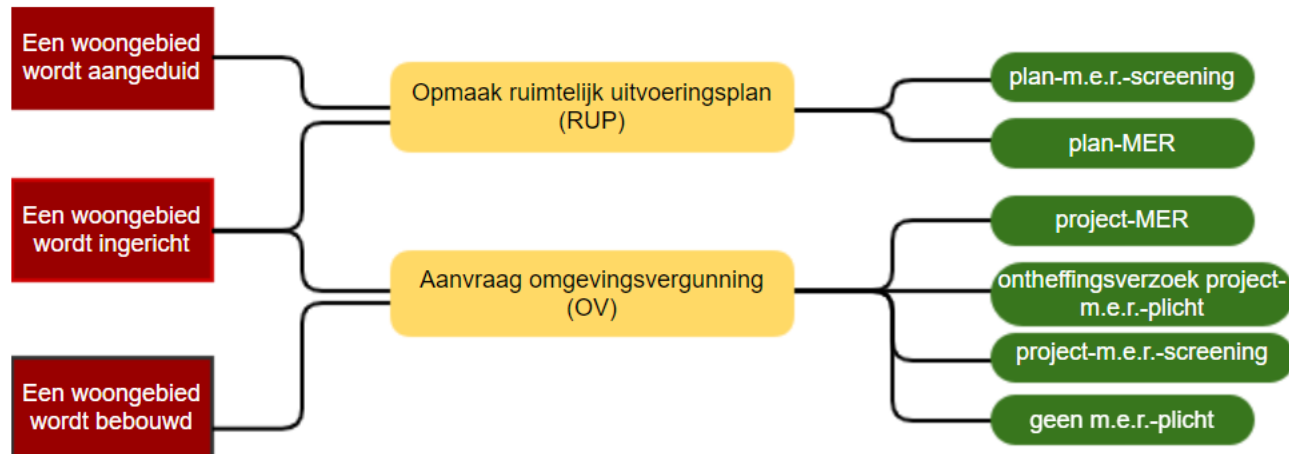 Een woongebied
wordt aangeduid
Een woongebied
wordt ingericht
Een woongebied
wordt bebouwd
Opmaak ruimtelijk uitvoeringsplan
(RUP)
Aanvraag omgevingsvergunning
(OV)
plan-m.e.r.-screening
plan-MER
project-MER
ontheffingsverzoek project-
m.e.r.-plicht
project-m.e.r.-screening
geen m.e.r.-plicht